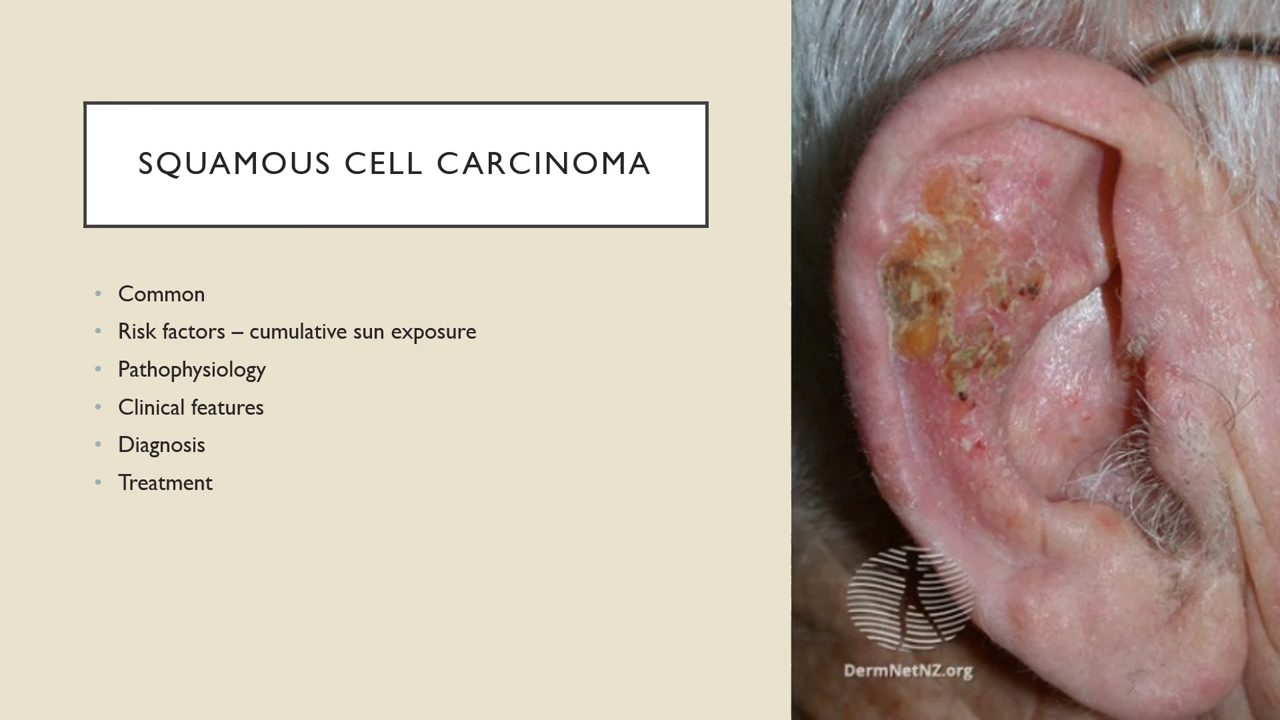 SQUAMOUS CELL CARCINOMA
Common
Risk factors – cumulative sun exposure
Pathophysiology
Clinical features
Diagnosis
Treatment
DermNetNZ.org